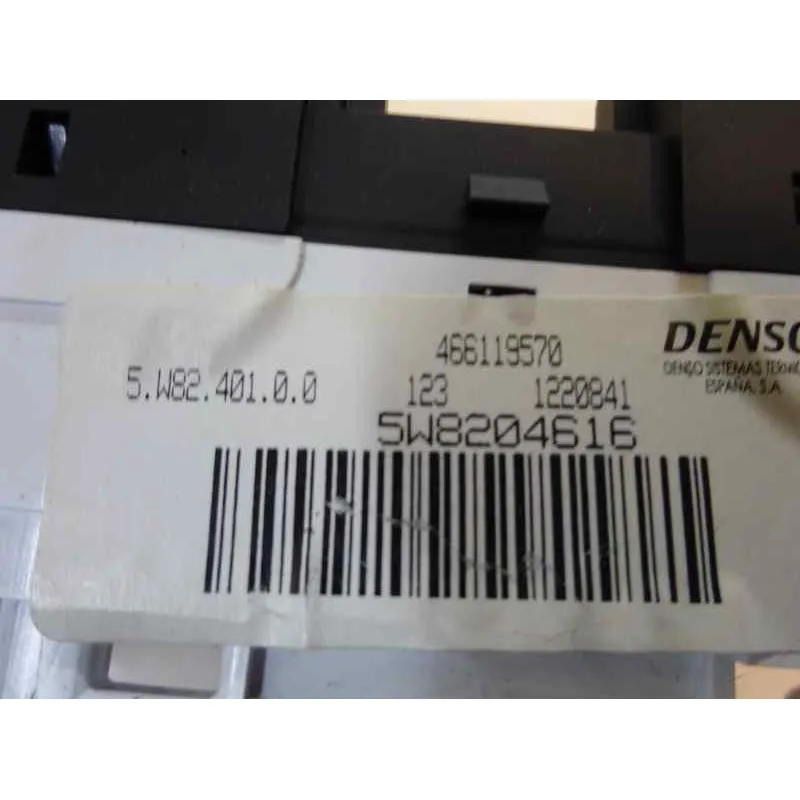 466119570
DENSO
5.W82.401.0.0
123
1220841
DENSO SISTEMAS
ESPAÑA, S.A.
5W8204616